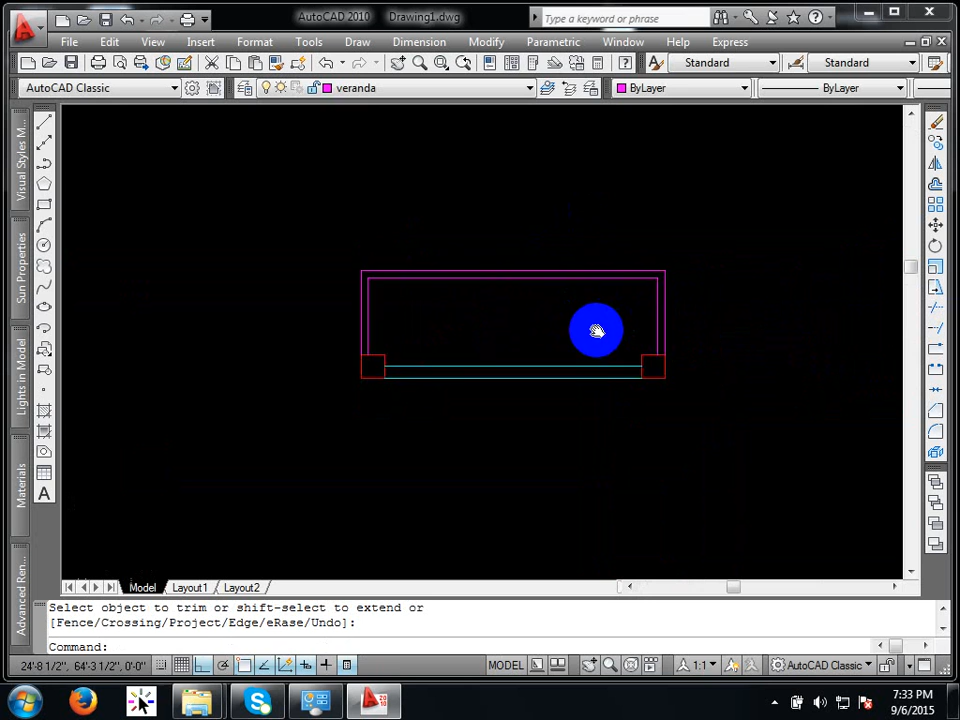 AutoCAD 2010 Drawing1.dwg
Type a keyword or phrase
File Edit View Insert Format Tools Draw Dimension Modify Parametric Window Help Express
Standard Standard
AutoCAD Classic veranda ByLayer ByLayer
Visual Styles M...
Sun Properties
Lights in Model
Materials
Advanced Ren...
A
Model Layout1 Layout2
Select object to trim or shift-select to extend or
[Fence/Crossing/Project/Edge/eRase/Undo]:
Command:
24'-8 1/2", 64'-3 1/2", 0'-0" MODEL 1:1 AutoCAD Classic
7:33 PM
9/6/2015